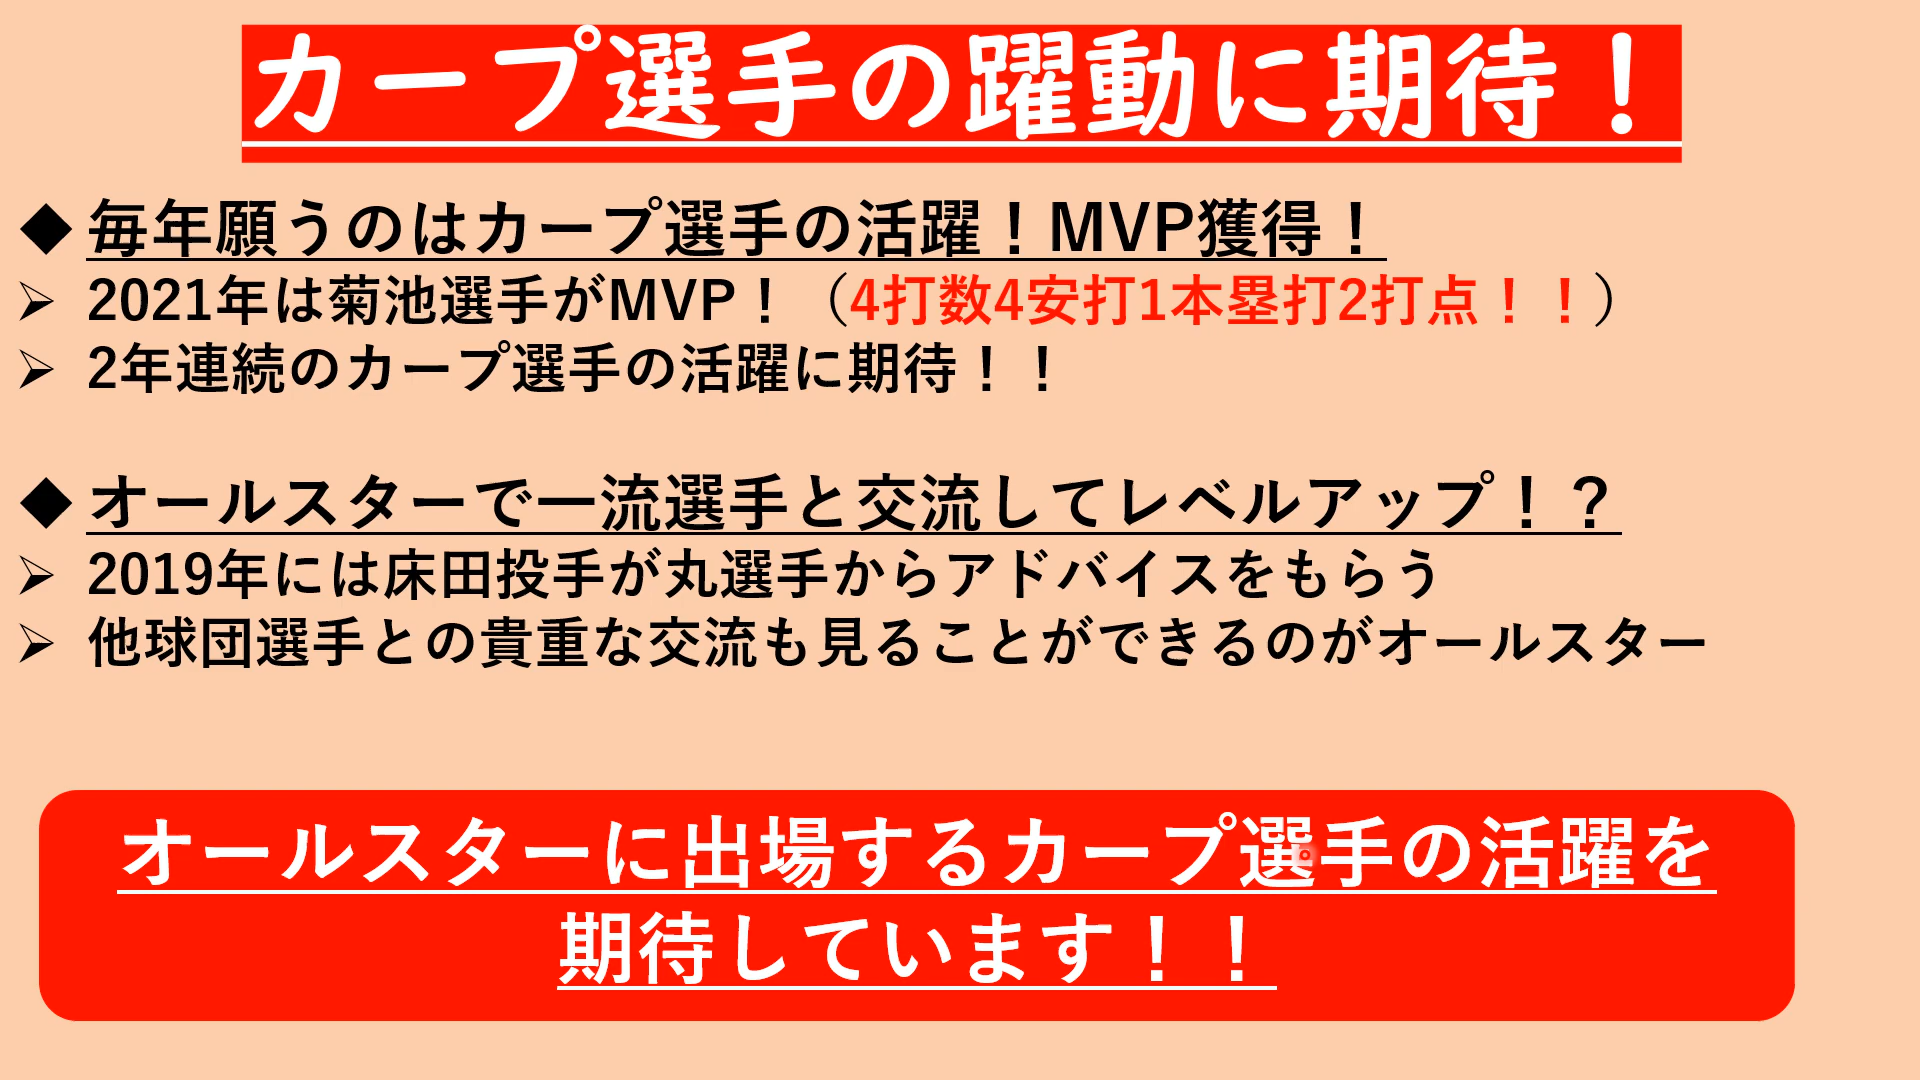 カープ選手の躍動に期待！
◆毎年願うのはカープ選手の活躍！MVP獲得！
➢ 2021年は菊池選手がMVP！（4打数4安打1本塁打2打点！！）
➢ 2年連続のカープ選手の活躍に期待！！
◆オールスターで一流選手と交流してレベルアップ！？
➢ 2019年には床田投手が丸選手からアドバイスをもらう
➢ 他球団選手との貴重な交流も見ることができるのがオールスター
オールスターに出場するカープ選手の活躍を
期待しています！！